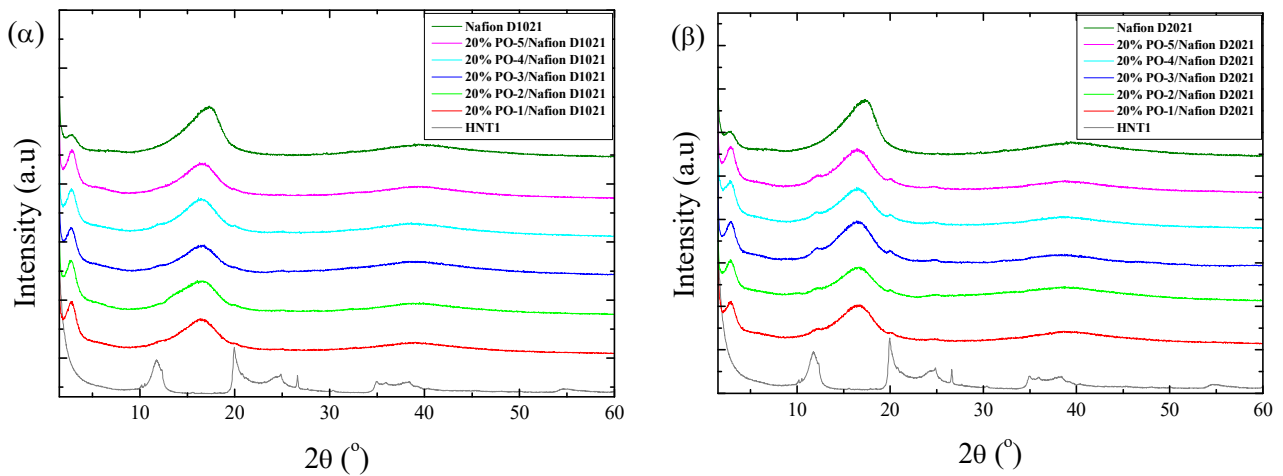 (α)
Nafion D1021
20% PO-5/Nafion D1021
20% PO-4/Nafion D1021
20% PO-3/Nafion D1021
20% PO-2/Nafion D1021
20% PO-1/Nafion D1021
HNT1
Intensity (a.u)
10 20 30 40 50 60
2θ (°)
(β)
Nafion D2021
20% PO-5/Nafion D2021
20% PO-4/Nafion D2021
20% PO-3/Nafion D2021
20% PO-2/Nafion D2021
20% PO-1/Nafion D2021
HNT1
Intensity (a.u)
10 20 30 40 50 60
2θ (°)